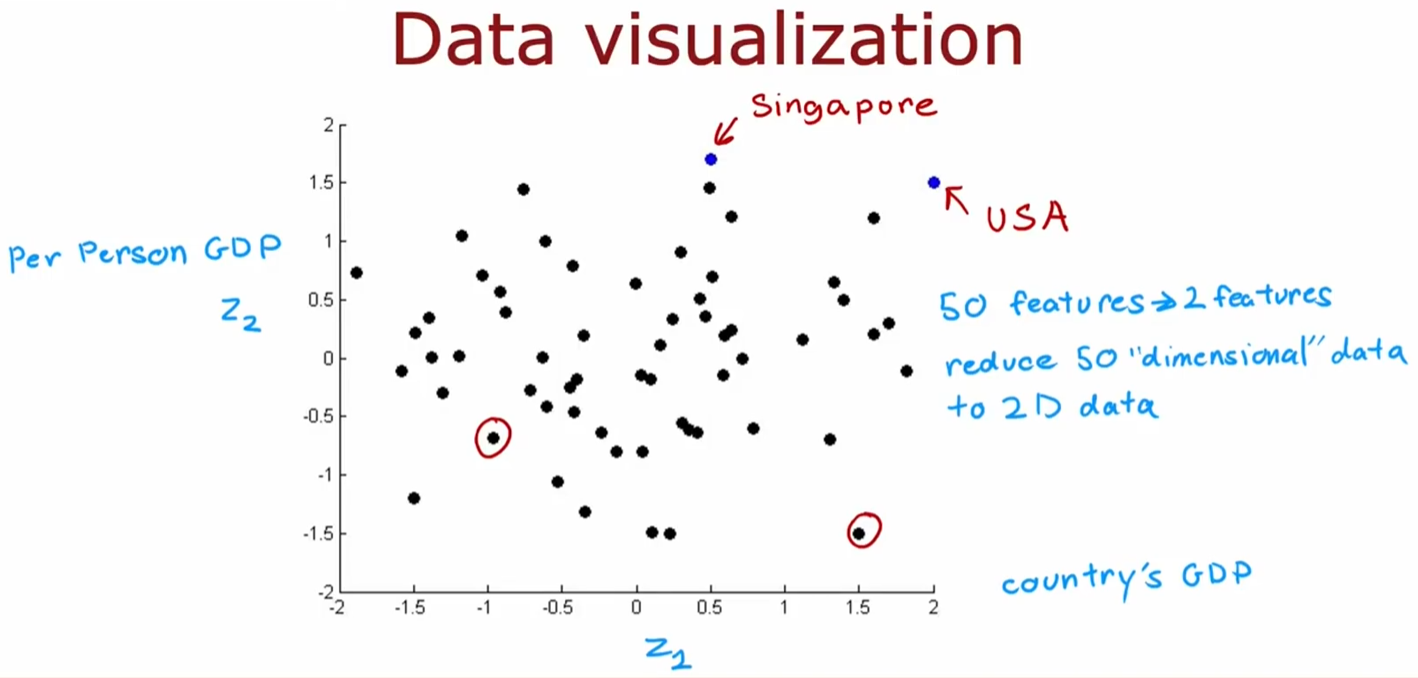 Data visualization
Singapore
USA
Per Person GDP
z2
2
1.5
1
0.5
0
-0.5
-1
-1.5
-2
50 features → 2 features
reduce 50 "dimensional" data
to 2D data
-2 -1.5 -1 -0.5 0 0.5 1 1.5 2
country's GDP
z1